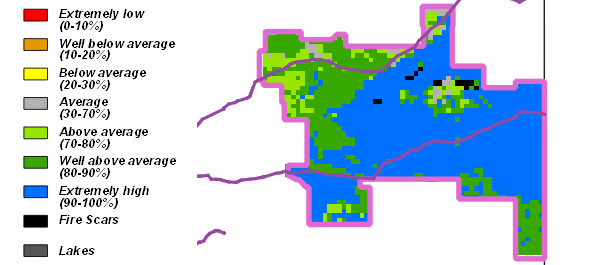 Extremely low
(0-10%)
Well below average
(10-20%)
Below average
(20-30%)
Average
(30-70%)
Above average
(70-80%)
Well above average
(80-90%)
Extremely high
(90-100%)
Fire Scars
Lakes